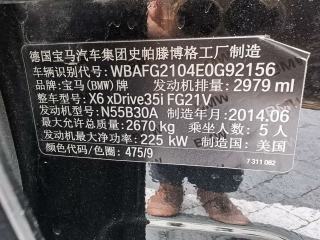 德国宝马汽车集团史帕滕博格工厂制造
车辆识别代号: WBAFG2104E0G92156
品牌: 宝马(BMW)牌 发动机排量: 2979 ml
整车型号: X6 xDrive35i FG21V
发动机型号: N55B30A 制造年月: 2014.06
最大允许总质量: 2670 kg 乘坐人数: 5 人
发动机最大净功率: 225 kW 制造国: 美国
颜色代码/色圈: 475/9
7 311 082